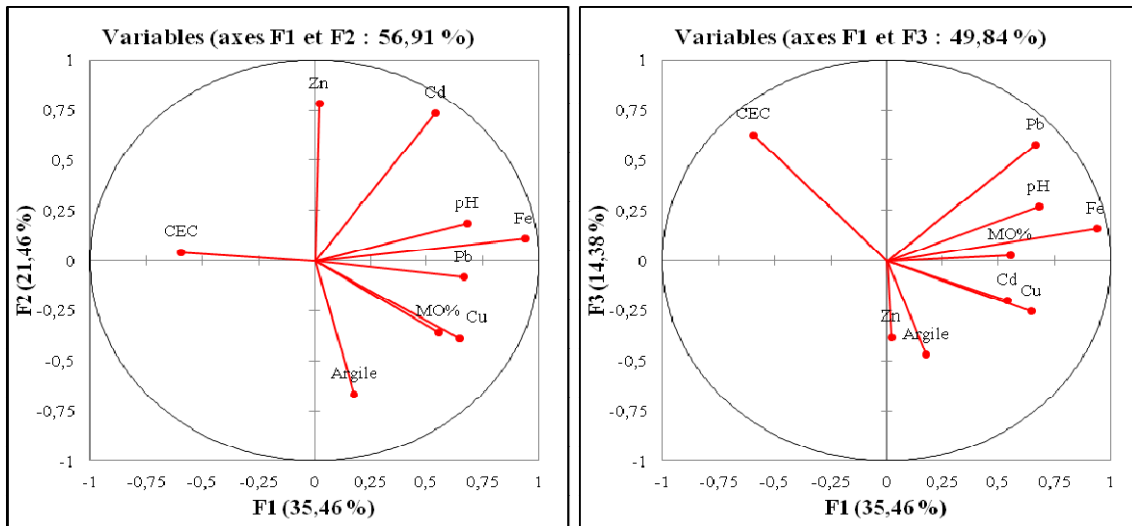 Variables (axes F1 et F2 : 56,91 %)
1
Zn
Cd
0,75
0,5
pH
0,25
Fe
CEC
Pb
0
-0,25
MO%
Cu
Argile
-0,5
-0,75
-1
-1 -0,75 -0,5 -0,25 0 0,25 0,5 0,75 1
F1 (35,46 %)
F2 (21,46 %)
Variables (axes F1 et F3 : 49,84 %)
1
0,75
CEC
Pb
0,5
pH
0,25
Fe
MO%
0
Cd
Cu
-0,25
Zn
Argile
-0,5
-0,75
-1
-1 -0,75 -0,5 -0,25 0 0,25 0,5 0,75 1
F1 (35,46 %)
F3 (14,38 %)